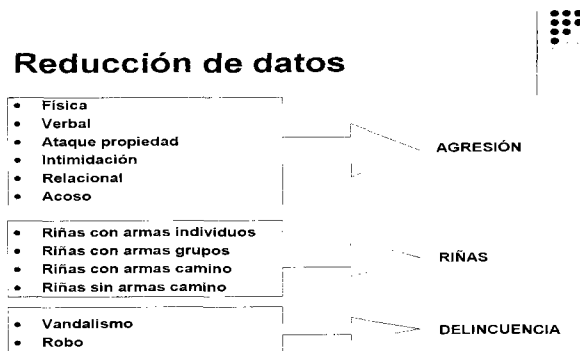 Reducción de datos
• Física
• Verbal
• Ataque propiedad
• Intimidación
• Relacional
• Acoso
AGRESIÓN
• Riñas con armas individuos
• Riñas con armas grupos
• Riñas con armas camino
• Riñas sin armas camino
RIÑAS
• Vandalismo
• Robo
DELINCUENCIA